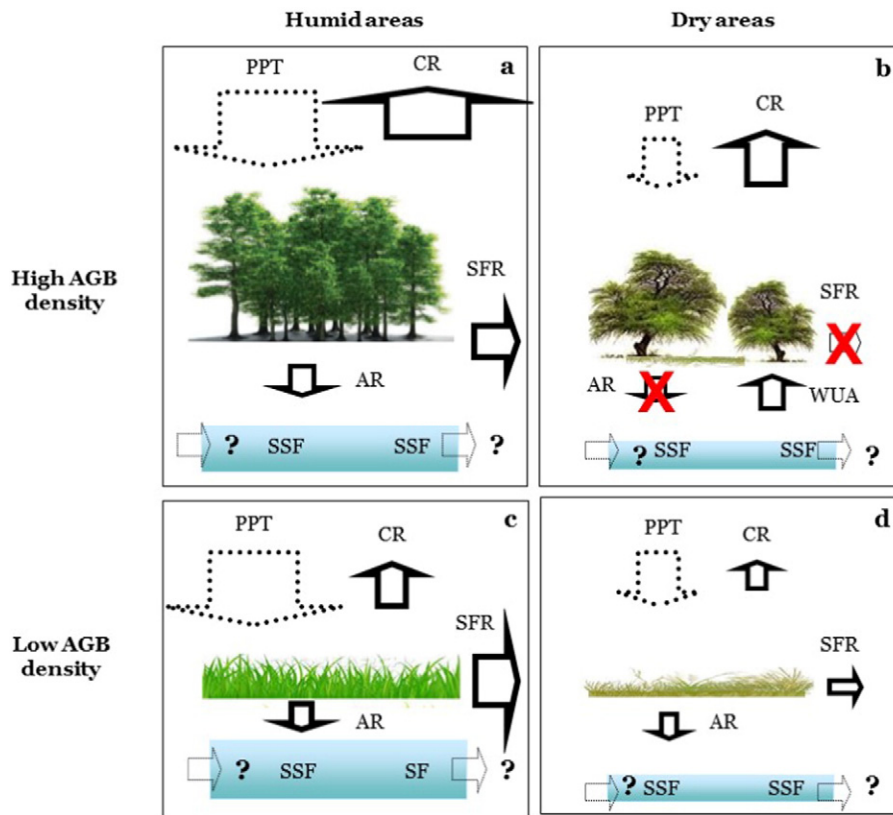 Humid areas
Dry areas
High AGB
density
a
PPT
CR
SFR
AR
? SSF SSF ?
b
PPT
CR
SFR
AR
X
X
WUA
? SSF SSF ?
Low AGB
density
c
PPT
CR
SFR
AR
? SSF SF ?
d
PPT
CR
SFR
AR
? SSF SSF ?